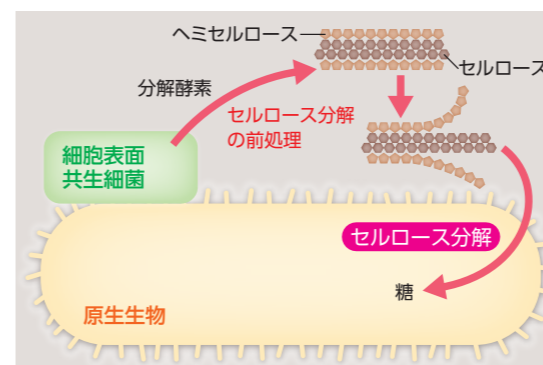 ヘミセルロース
セルロース
分解酵素
セルロース分解
の前処理
細胞表面
共生細菌
セルロース分解
糖
原生生物